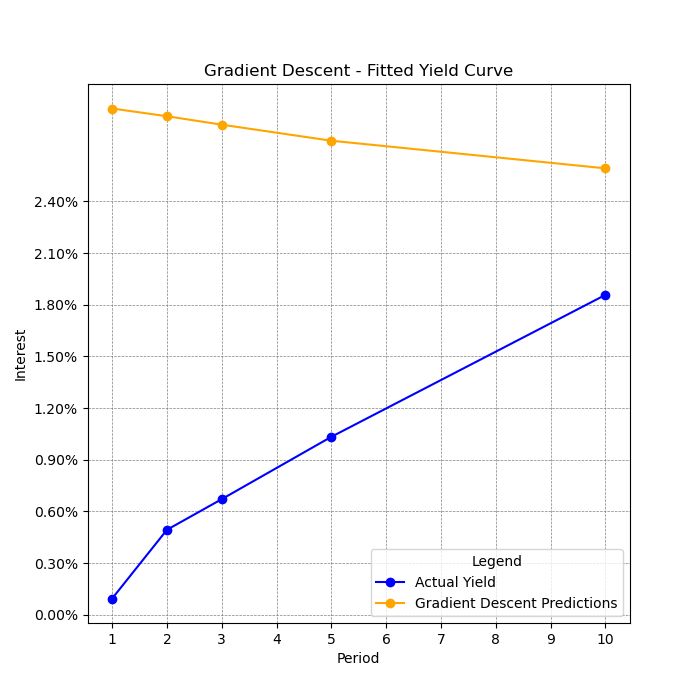 Gradient Descent - Fitted Yield Curve
2.40%
2.10%
1.80%
1.50%
1.20%
0.90%
0.60%
0.30%
0.00%
Interest
Legend
Actual Yield
Gradient Descent Predictions
1 2 3 4 5 6 7 8 9 10
Period